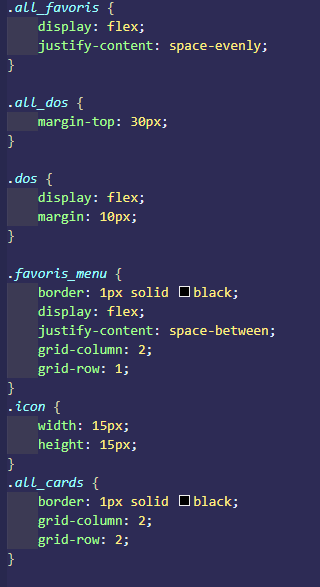 .all_favoris {
    display: flex;
    justify-content: space-evenly;
}

.all_dos {
    margin-top: 30px;
}

.dos {
    display: flex;
    margin: 10px;
}

.favoris_menu {
    border: 1px solid black;
    display: flex;
    justify-content: space-between;
    grid-column: 2;
    grid-row: 1;
}
.icon {
    width: 15px;
    height: 15px;
}
.all_cards {
    border: 1px solid black;
    grid-column: 2;
    grid-row: 2;
}